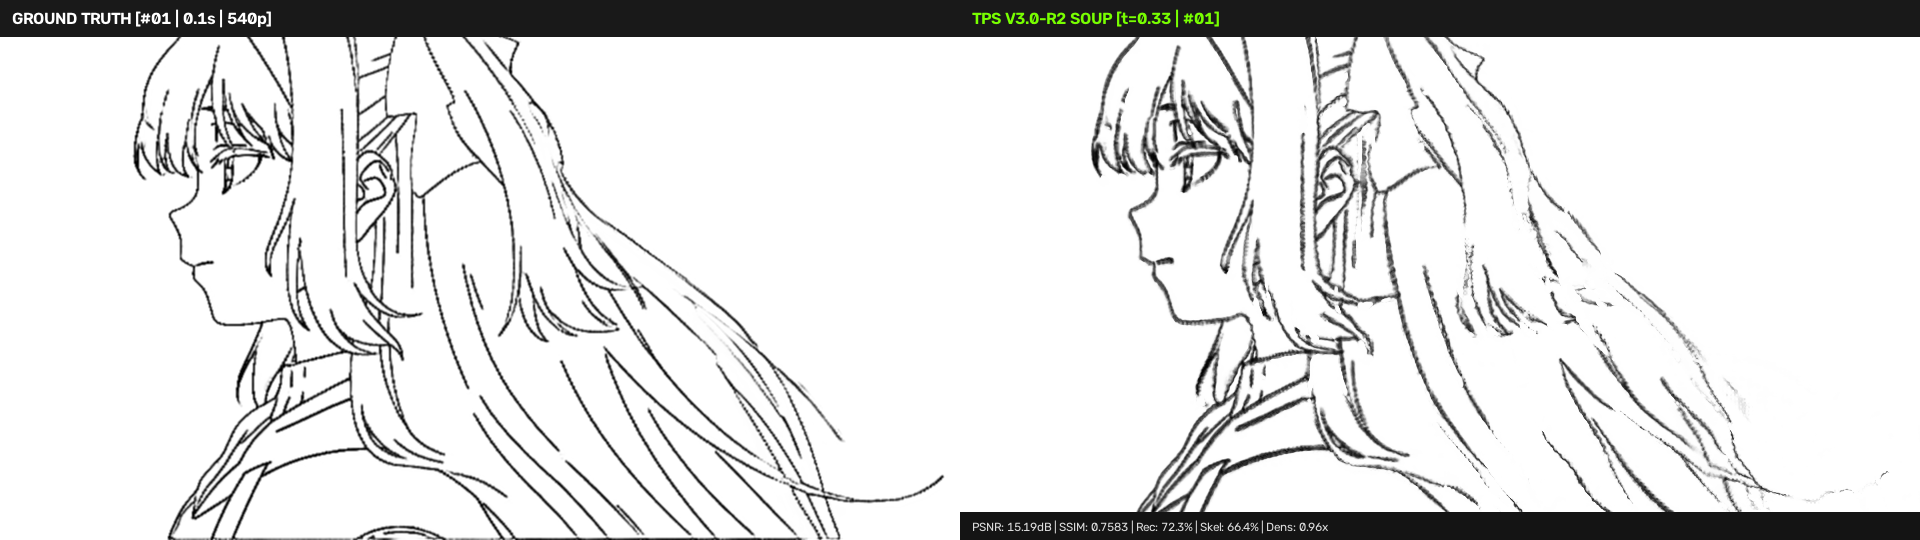 GROUND TRUTH [#01 | 0.1s | 540p]
TPS V3.0-R2 SOUP [t=0.33 | #01]
PSNR: 15.19dB | SSIM: 0.7583 | Rec: 72.3% | Skel: 66.4% | Dens: 0.96x